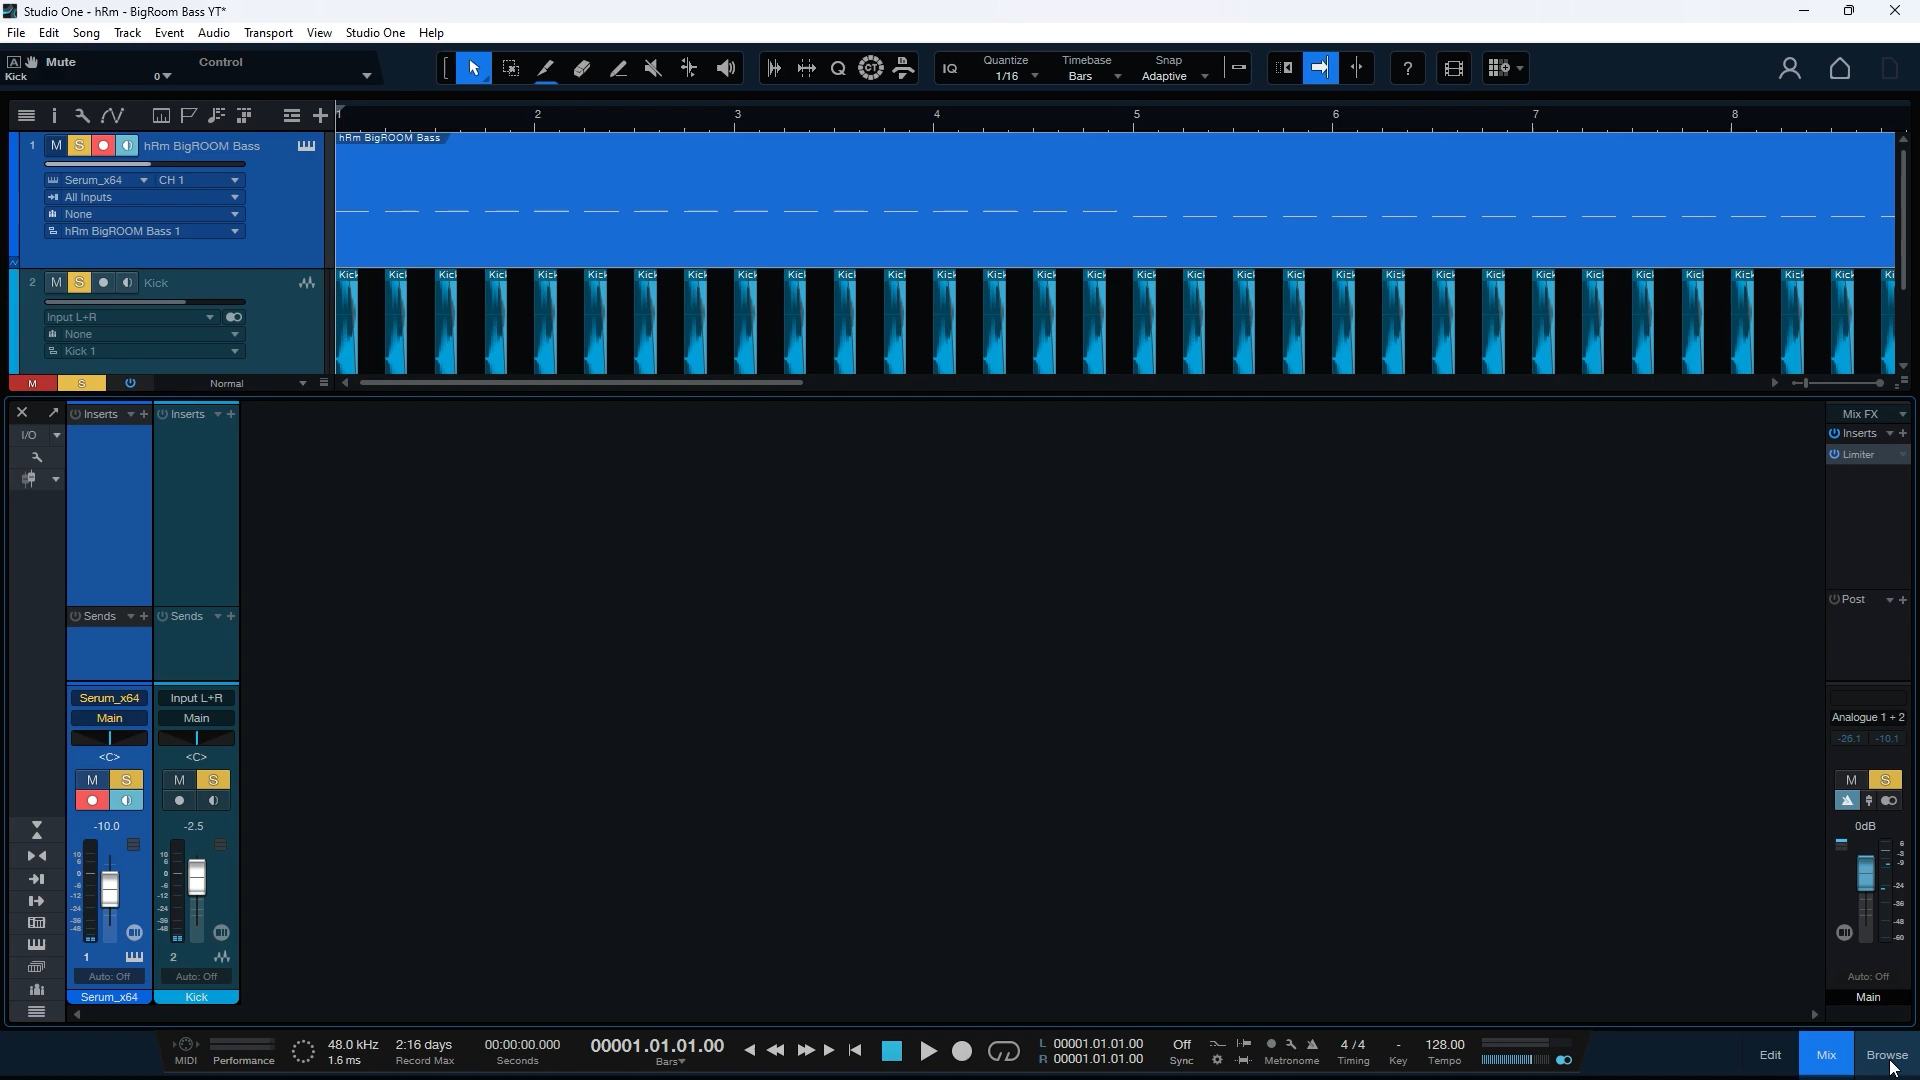 Studio One - hRm - BigRoom Bass YT*
File Edit Song Track Event Audio Transport View Studio One Help
A Mute Control
Kick 0
IQ Quantize 1/16 Timebase Bars Snap Adaptive ?
1 2 3 4 5 6 7 8
1 M S hRm BigROOM Bass
Serum_x64 CH 1
All Inputs
None
hRm BigROOM Bass 1
hRm BigROOM Bass
2 M S Kick
Input L+R
None
Kick 1
Kick Kick Kick Kick Kick Kick Kick Kick Kick Kick Kick Kick Kick Kick Kick Kick Kick Kick Kick Kick Kick Kick Kick Kick Kick Kick Kick Kick Kick Kick Kick Ki
M S Normal
I/O
Inserts Inserts
Sends Sends
Serum_x64 Input L+R
Main Main
<C> <C>
M S M S
-10.0 -2.5
1 2
Auto: Off Auto: Off
Serum_x64 Kick
Mix FX
Inserts
Limiter
Post
Analogue 1 + 2
-26.1 -10.1
M S
0dB
Auto: Off
Main
MIDI Performance
48.0 kHz
1.6 ms
2:16 days
Record Max
00:00:00.000
Seconds
00001.01.01.00
Bars
L 00001.01.01.00
R 00001.01.01.00
Off
Sync
Metronome
4 / 4
Timing
-
Key
128.00
Tempo
Edit Mix Browse